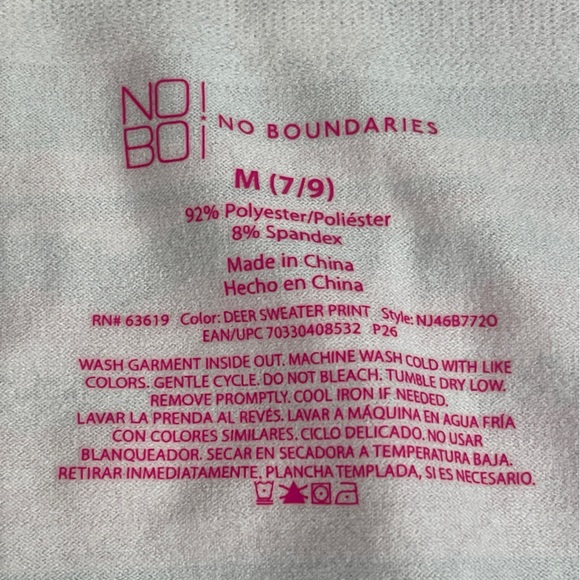 NO!
BO!
NO BOUNDARIES
M (7/9)
92% Polyester/Poliéster
8% Spandex
Made in China
Hecho en China
RN# 63619 Color: DEER SWEATER PRINT Style: NJ46B772O
EAN/UPC 70330408532 P26
WASH GARMENT INSIDE OUT. MACHINE WASH COLD WITH LIKE
COLORS. GENTLE CYCLE. DO NOT BLEACH. TUMBLE DRY LOW.
REMOVE PROMPTLY. COOL IRON IF NEEDED.
LAVAR LA PRENDA AL REVÉS. LAVAR A MÁQUINA EN AGUA FRÍA
CON COLORES SIMILARES. CICLO DELICADO. NO USAR
BLANQUEADOR. SECAR EN SECADORA A TEMPERATURA BAJA.
RETIRAR INMEDIATAMENTE. PLANCHA TEMPLADA, SI ES NECESARIO.